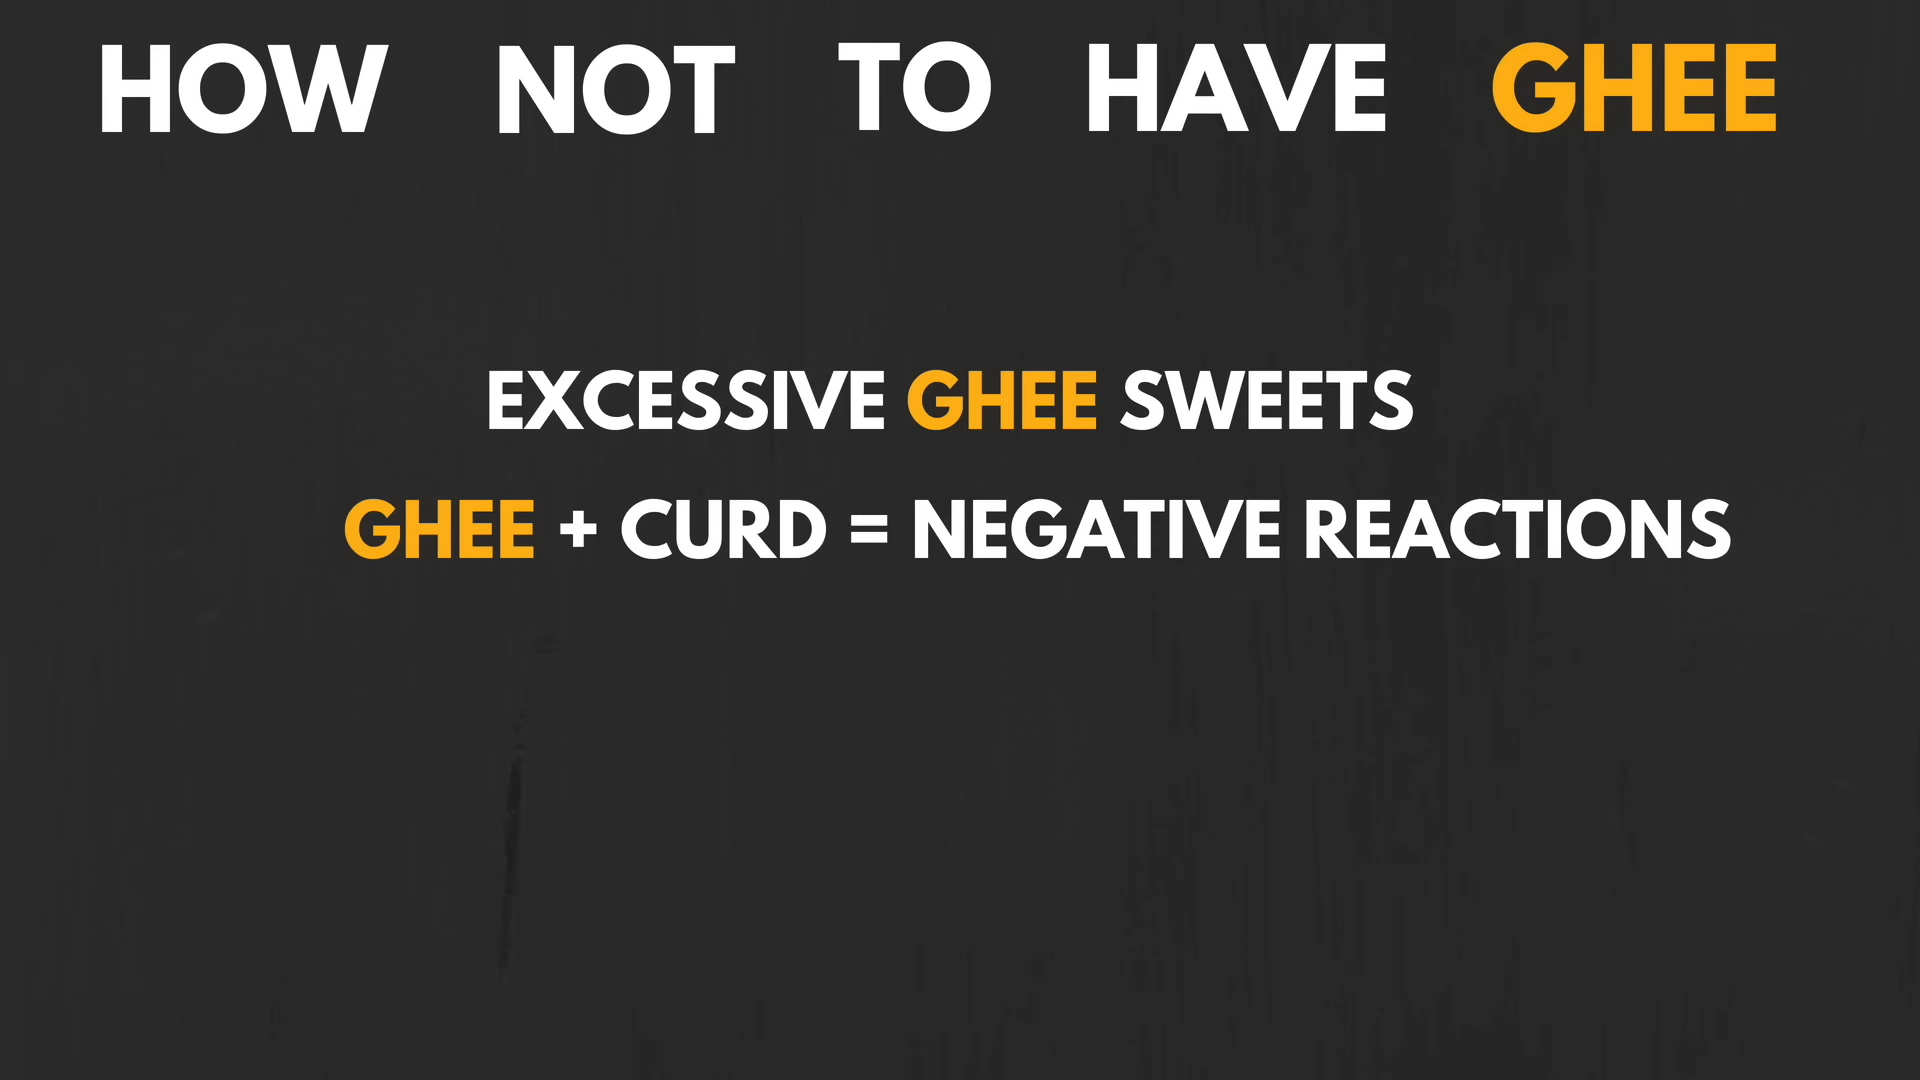 HOW NOT TO HAVE GHEE
EXCESSIVE GHEE SWEETS
GHEE + CURD = NEGATIVE REACTIONS